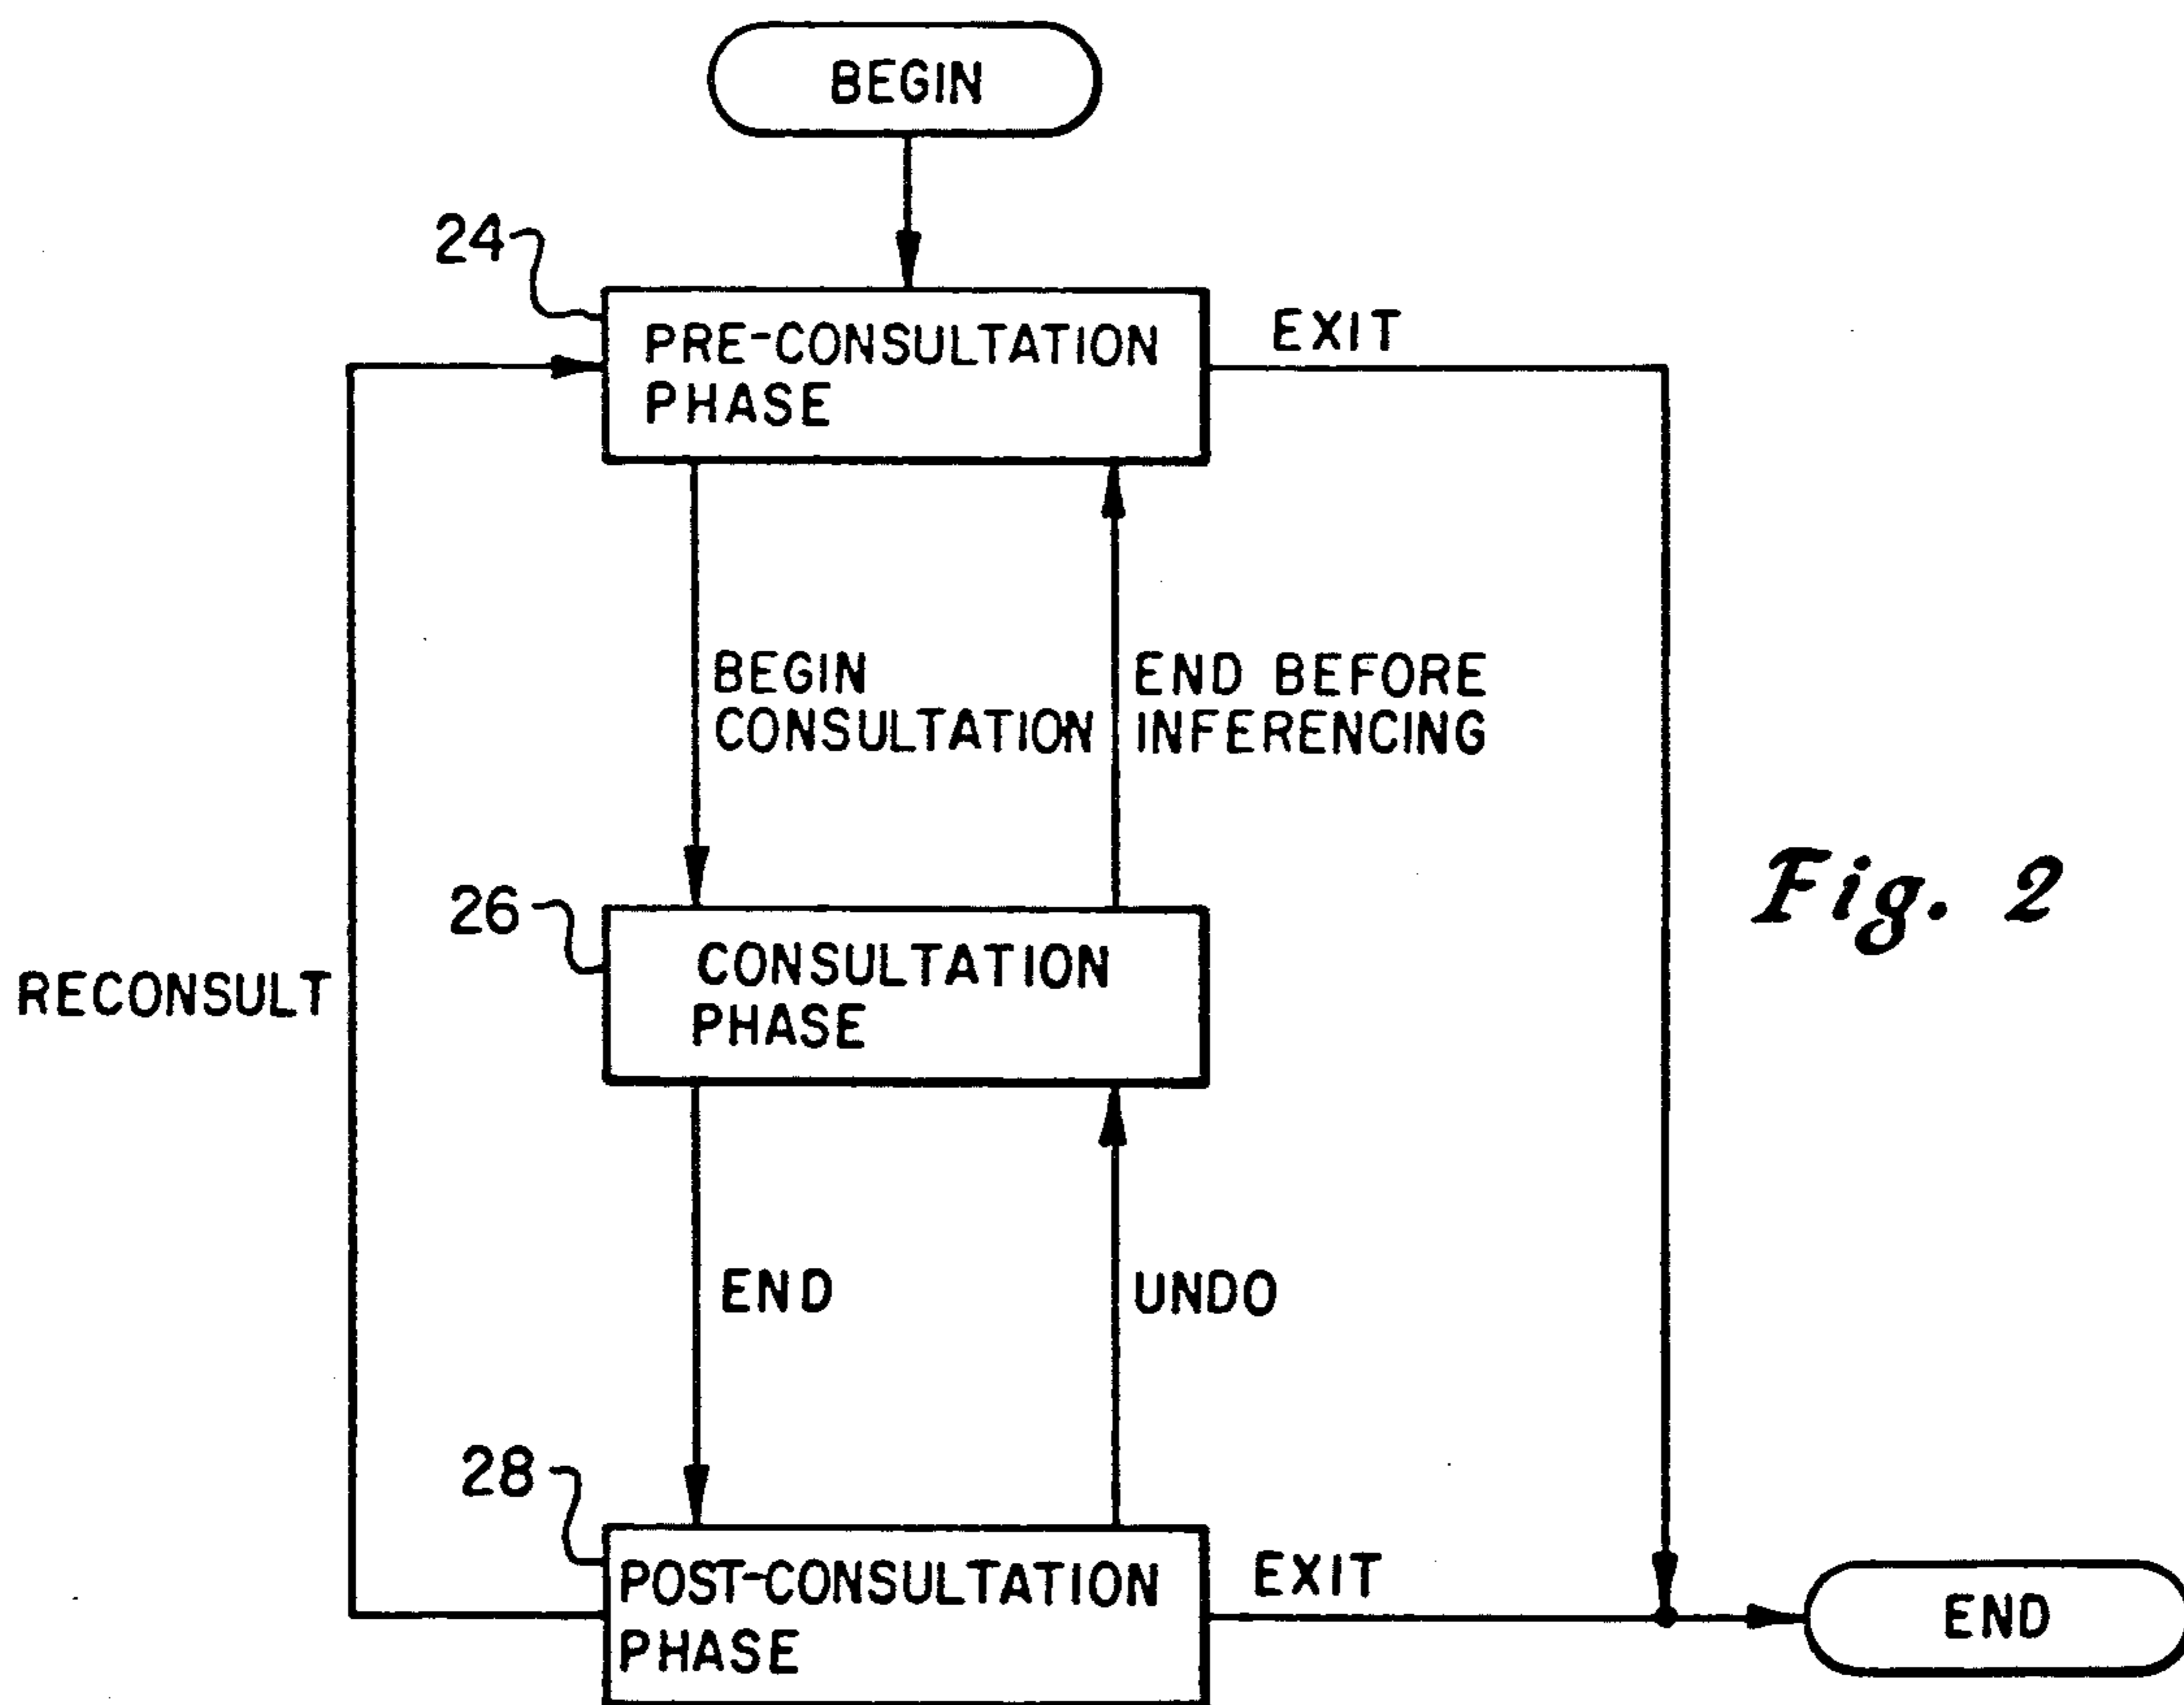 BEGIN
24
PRE-CONSULTATION
PHASE
EXIT
BEGIN
CONSULTATION
END BEFORE
INFERENCING
26
CONSULTATION
PHASE
RECONSULT
Fig. 2
END
UNDO
28
POST-CONSULTATION
PHASE
EXIT
END